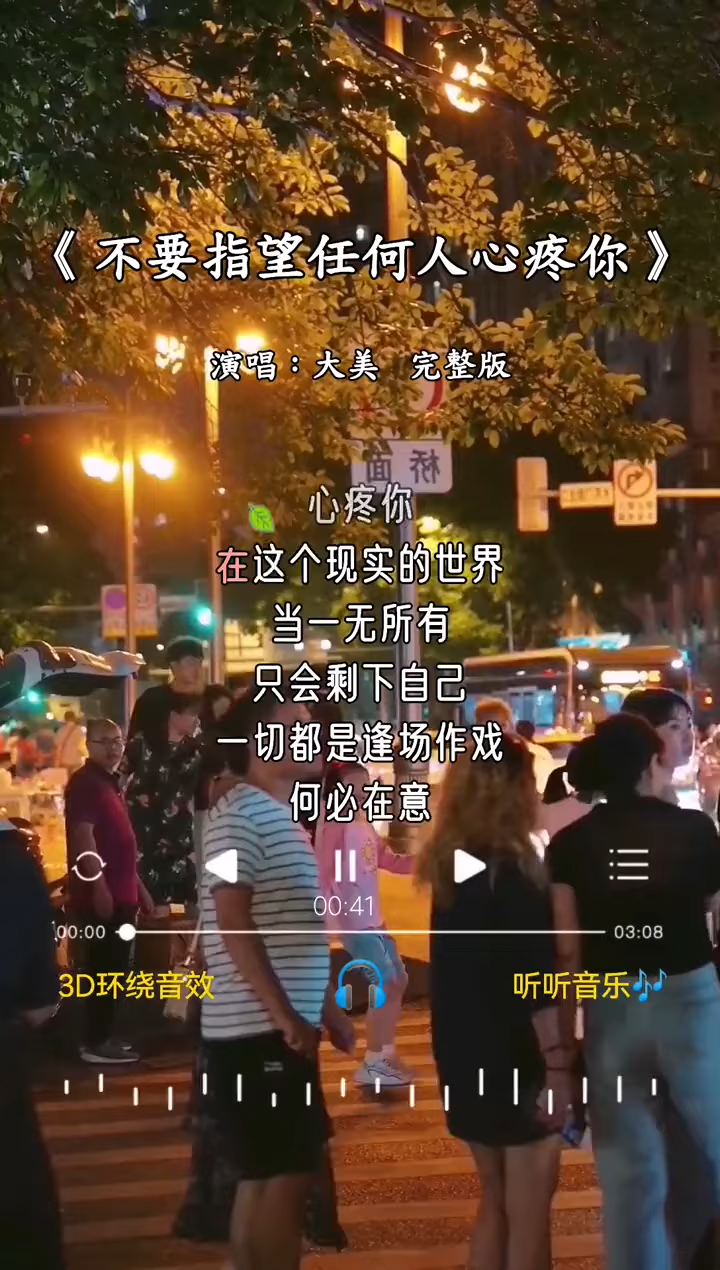 《不要指望任何人心疼你》
演唱：大美 完整版
桥面
心疼你
在这个现实的世界
当一无所有
只会剩下自己
一切都是逢场作戏
何必在意
00:41
00:00 03:08
3D环绕音效 听听音乐